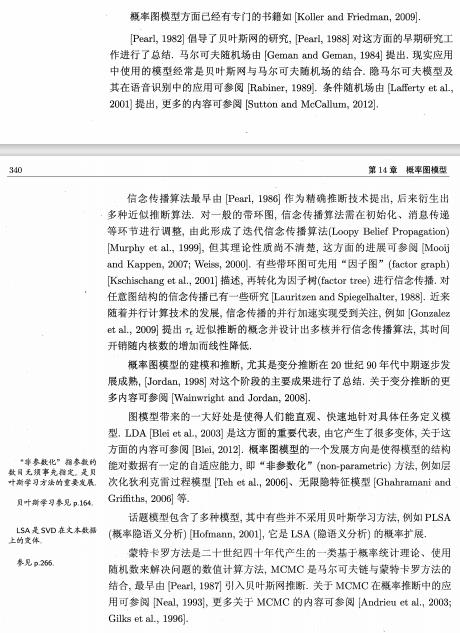 概率图模型方面已经有专门的书籍如 [Koller and Friedman, 2009].
[Pearl, 1982] 倡导了贝叶斯网的研究, [Pearl, 1988] 对这方面的早期研究工
作进行了总结. 马尔可夫随机场由 [Geman and Geman, 1984] 提出. 现实应用
中使用的模型经常是贝叶斯网与马尔可夫随机场的结合. 隐马尔可夫模型及
其在语音识别中的应用可参阅 [Rabiner, 1989]. 条件随机场由 [Lafferty et al.,
2001] 提出, 更多的内容可参阅 [Sutton and McCallum, 2012].
340
第 14 章 概率图模型
信念传播算法最早由 [Pearl, 1986] 作为精确推断技术提出, 后来衍生出
多种近似推断算法. 对一般的带环图, 信念传播算法需在初始化、消息传递
等环节进行调整, 由此形成了迭代信念传播算法(Loopy Belief Propagation)
[Murphy et al., 1999], 但其理论性质尚不清楚, 这方面的进展可参阅 [Mooij
and Kappen, 2007; Weiss, 2000]. 有些带环图可先用 “因子图” (factor graph)
[Kschischang et al., 2001] 描述, 再转化为因子树(factor tree) 进行信念传播. 对
任意图结构的信念传播已有一些研究 [Lauritzen and Spiegelhalter, 1988]. 近来
随着并行计算技术的发展, 信念传播的并行加速实现受到关注, 例如 [Gonzalez
et al., 2009] 提出 τε 近似推断的概念并设计出多核并行信念传播算法, 其时间
开销随内核数的增加而线性降低.
概率图模型的建模和推断, 尤其是变分推断在 20 世纪 90 年代中期逐步发
展成熟, [Jordan, 1998] 对这个阶段的主要成果进行了总结. 关于变分推断的更
多内容可参阅 [Wainwright and Jordan, 2008].
图模型带来的一大好处是使得人们能直观、快速地针对具体任务定义模
型. LDA [Blei et al., 2003] 是这方面的重要代表, 由它产生了很多变体, 关于这
方面的内容可参阅 [Blei, 2012]. 概率图模型的一个发展方向是使得模型的结构
能对数据有一定的自适应能力, 即 “非参数化” (non-parametric) 方法, 例如层
次化狄利克雷过程模型 [Teh et al., 2006]、无限隐特征模型 [Ghahramani and
Griffiths, 2006] 等.
“非参数化” 指参数的
数目无须事先指定, 是贝
叶斯学习方法的重要发展.
贝叶斯学习参见 p.164.
话题模型包含了多种模型, 其中有些并不采用贝叶斯学习方法, 例如 PLSA
(概率隐语义分析) [Hofmann, 2001], 它是 LSA (隐语义分析) 的概率扩展.
LSA 是 SVD 在文本数据
上的变体.
参见 p.266.
蒙特卡罗方法是二十世纪四十年代产生的一类基于概率统计理论、使用
随机数来解决问题的数值计算方法, MCMC 是马尔可夫链与蒙特卡罗方法的
结合, 最早由 [Pearl, 1987] 引入贝叶斯网推断. 关于 MCMC 在概率推断中的应
用可参阅 [Neal, 1993], 更多关于 MCMC 的内容可参阅 [Andrieu et al., 2003;
Gilks et al., 1996].